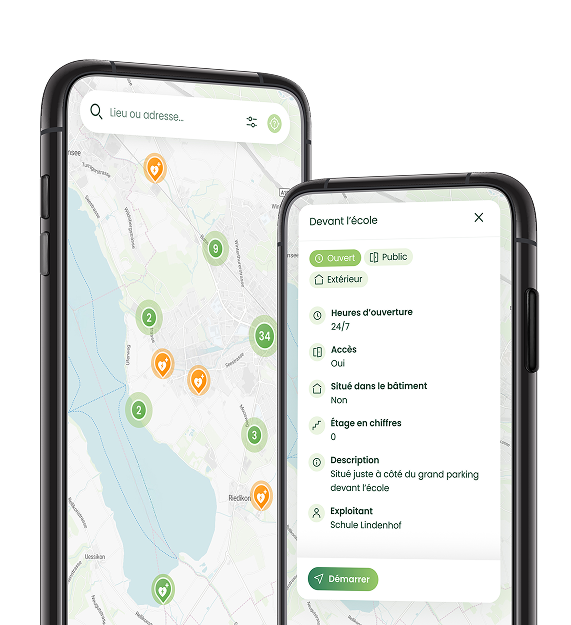 Lieu ou adresse...
9
2
34
2
3
Riedikon
Uessikon
Seestrasse
Devant l'école
Ouvert
Public
Extérieur
Heures d'ouverture
24/7
Accès
Oui
Situé dans le bâtiment
Non
Étage en chiffres
0
Description
Situé juste à côté du grand parking
devant l'école
Exploitant
Schule Lindenhof
Démarrer